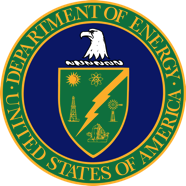 DEPARTMENT OF ENERGY
UNITED STATES OF AMERICA